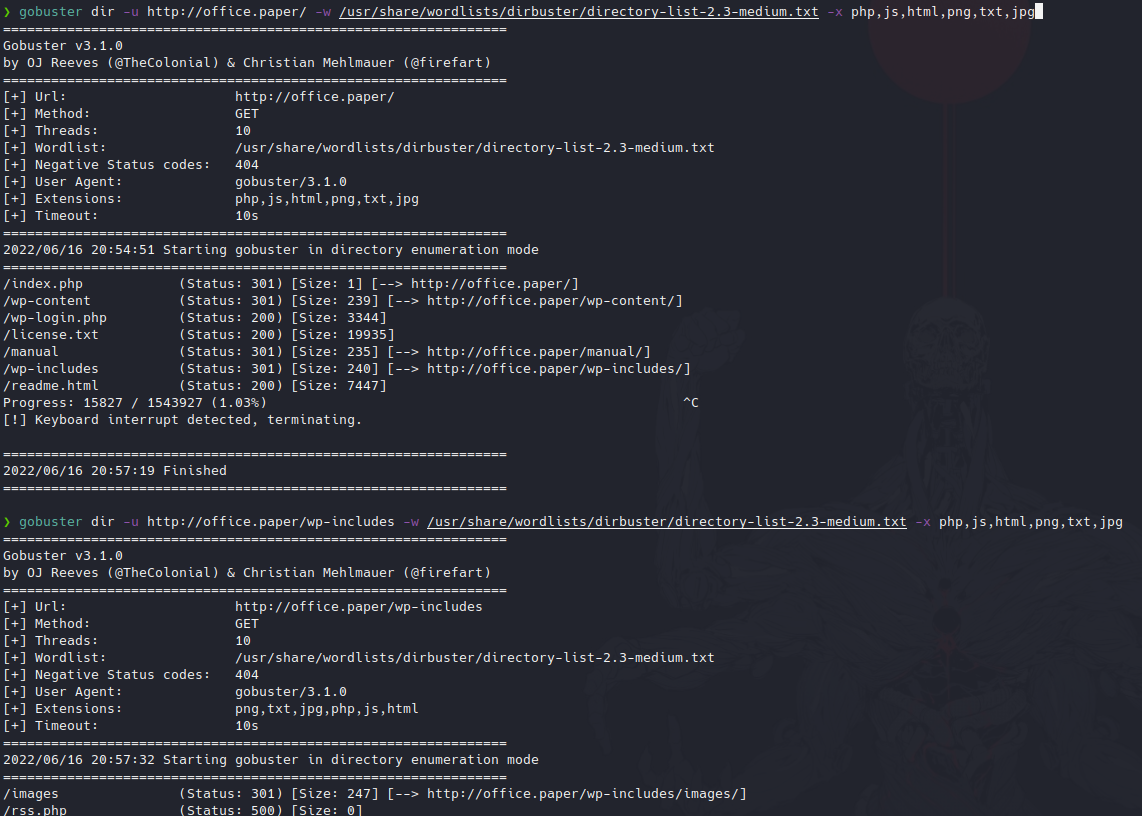 ❯ gobuster dir -u http://office.paper/ -w /usr/share/wordlists/dirbuster/directory-list-2.3-medium.txt -x php,js,html,png,txt,jpg
===============================================================
Gobuster v3.1.0
by OJ Reeves (@TheColonial) & Christian Mehlmauer (@firefart)
===============================================================
[+] Url:                     http://office.paper/
[+] Method:                  GET
[+] Threads:                 10
[+] Wordlist:                /usr/share/wordlists/dirbuster/directory-list-2.3-medium.txt
[+] Negative Status codes:   404
[+] User Agent:              gobuster/3.1.0
[+] Extensions:              php,js,html,png,txt,jpg
[+] Timeout:                 10s
===============================================================
2022/06/16 20:54:51 Starting gobuster in directory enumeration mode
===============================================================
/index.php            (Status: 301) [Size: 1] [--> http://office.paper/]
/wp-content           (Status: 301) [Size: 239] [--> http://office.paper/wp-content/]
/wp-login.php         (Status: 200) [Size: 3344]
/license.txt          (Status: 200) [Size: 19935]
/manual               (Status: 301) [Size: 235] [--> http://office.paper/manual/]
/wp-includes          (Status: 301) [Size: 240] [--> http://office.paper/wp-includes/]
/readme.html          (Status: 200) [Size: 7447]
Progress: 15827 / 1543927 (1.03%)                                                    ^C
[!] Keyboard interrupt detected, terminating.
===============================================================
2022/06/16 20:57:19 Finished
===============================================================
❯ gobuster dir -u http://office.paper/wp-includes -w /usr/share/wordlists/dirbuster/directory-list-2.3-medium.txt -x php,js,html,png,txt,jpg
===============================================================
Gobuster v3.1.0
by OJ Reeves (@TheColonial) & Christian Mehlmauer (@firefart)
===============================================================
[+] Url:                     http://office.paper/wp-includes
[+] Method:                  GET
[+] Threads:                 10
[+] Wordlist:                /usr/share/wordlists/dirbuster/directory-list-2.3-medium.txt
[+] Negative Status codes:   404
[+] User Agent:              gobuster/3.1.0
[+] Extensions:              png,txt,jpg,php,js,html
[+] Timeout:                 10s
===============================================================
2022/06/16 20:57:32 Starting gobuster in directory enumeration mode
===============================================================
/images               (Status: 301) [Size: 247] [--> http://office.paper/wp-includes/images/]
/rss.php              (Status: 500) [Size: 0]